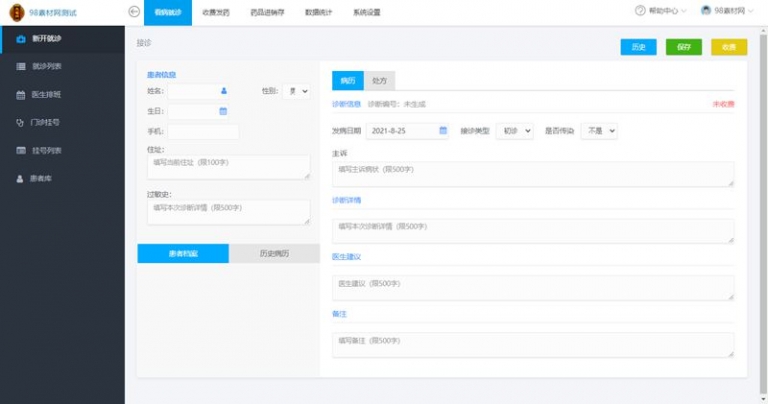 98素材网测试
看病就诊 收费发药 药品进销存 数据统计 系统设置
帮助中心 98素材网
新开就诊
就诊列表
医生排班
门诊挂号
挂号列表
患者库
接诊
历史 保存 收费
患者信息
姓名： 性别： 男
生日：
手机：
住址：
填写当前住址（限100字）
过敏史：
填写本次诊断详情（限500字）
患者档案 历史病历
病历 处方
诊断信息 诊断编号：未生成 未收费
发病日期 2021-8-25 接诊类型 初诊 是否传染 不是
主诉
填写主诉病状（限500字）
诊断详情
填写本次诊断详情（限500字）
医生建议
医生建议（限500字）
备注
填写备注（限500字）